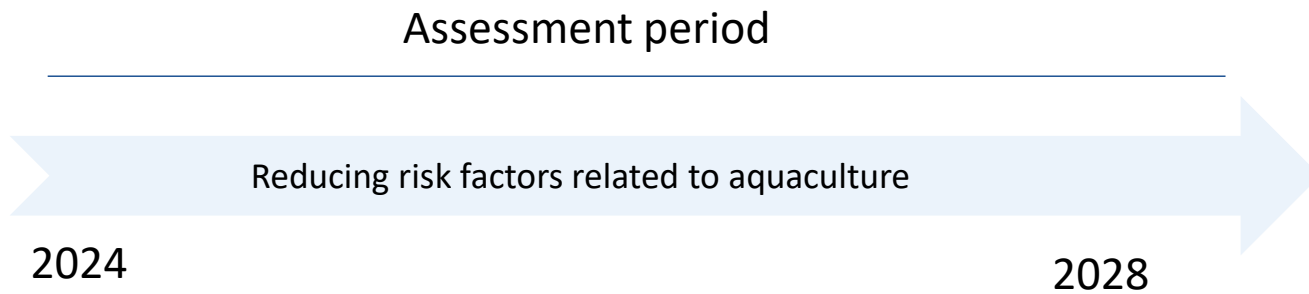 Assessment period
Reducing risk factors related to aquaculture
2024
2028